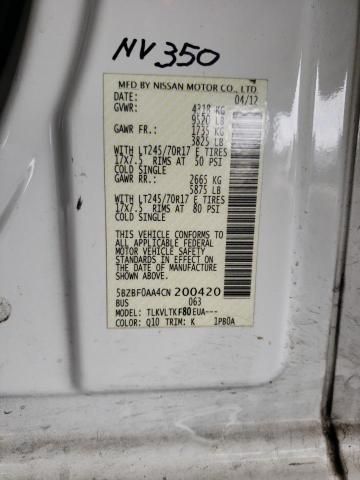 NV 350
MFD BY NISSAN MOTOR CO., LTD.
04/12
GVWR: 4318 KG
9520 LB
GAWR FR: 1735 KG
3825 LB
WITH LT245/70R17 E TIRES
17X7.5 RIMS AT 50 PSI
COLD SINGLE
GAWR RR: 2665 KG
5875 LB
WITH LT245/70R17 E TIRES
17X7.5 RIMS AT 80 PSI
COLD SINGLE
THIS VEHICLE CONFORMS TO
ALL APPLICABLE FEDERAL
MOTOR VEHICLE SAFETY
STANDARDS IN EFFECT ON
THE DATE OF MANUFACTURE
SHOWN ABOVE.
5BZBF0AA4CN 200420
BUS 063
MODEL: TLKVLTKF80EUA---
COLOR: Q10 TRIM: K 1PB0A